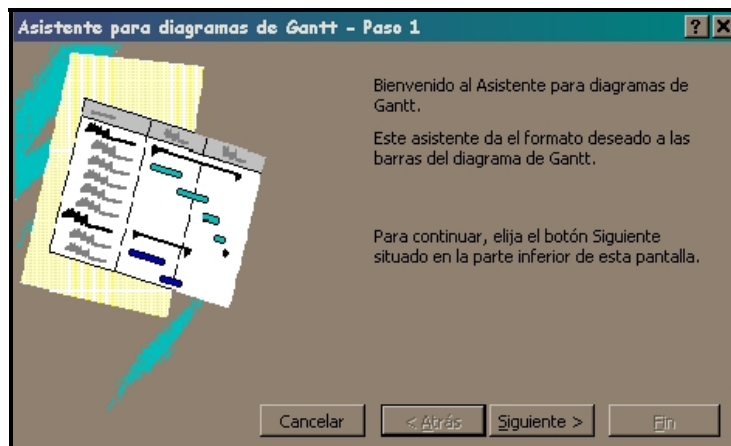 Asistente para diagramas de Gantt - Paso 1
Bienvenido al Asistente para diagramas de
Gantt.
Este asistente da el formato deseado a las
barras del diagrama de Gantt.
Para continuar, elija el botón Siguiente
situado en la parte inferior de esta pantalla.
Cancelar < Atrás Siguiente > Fin